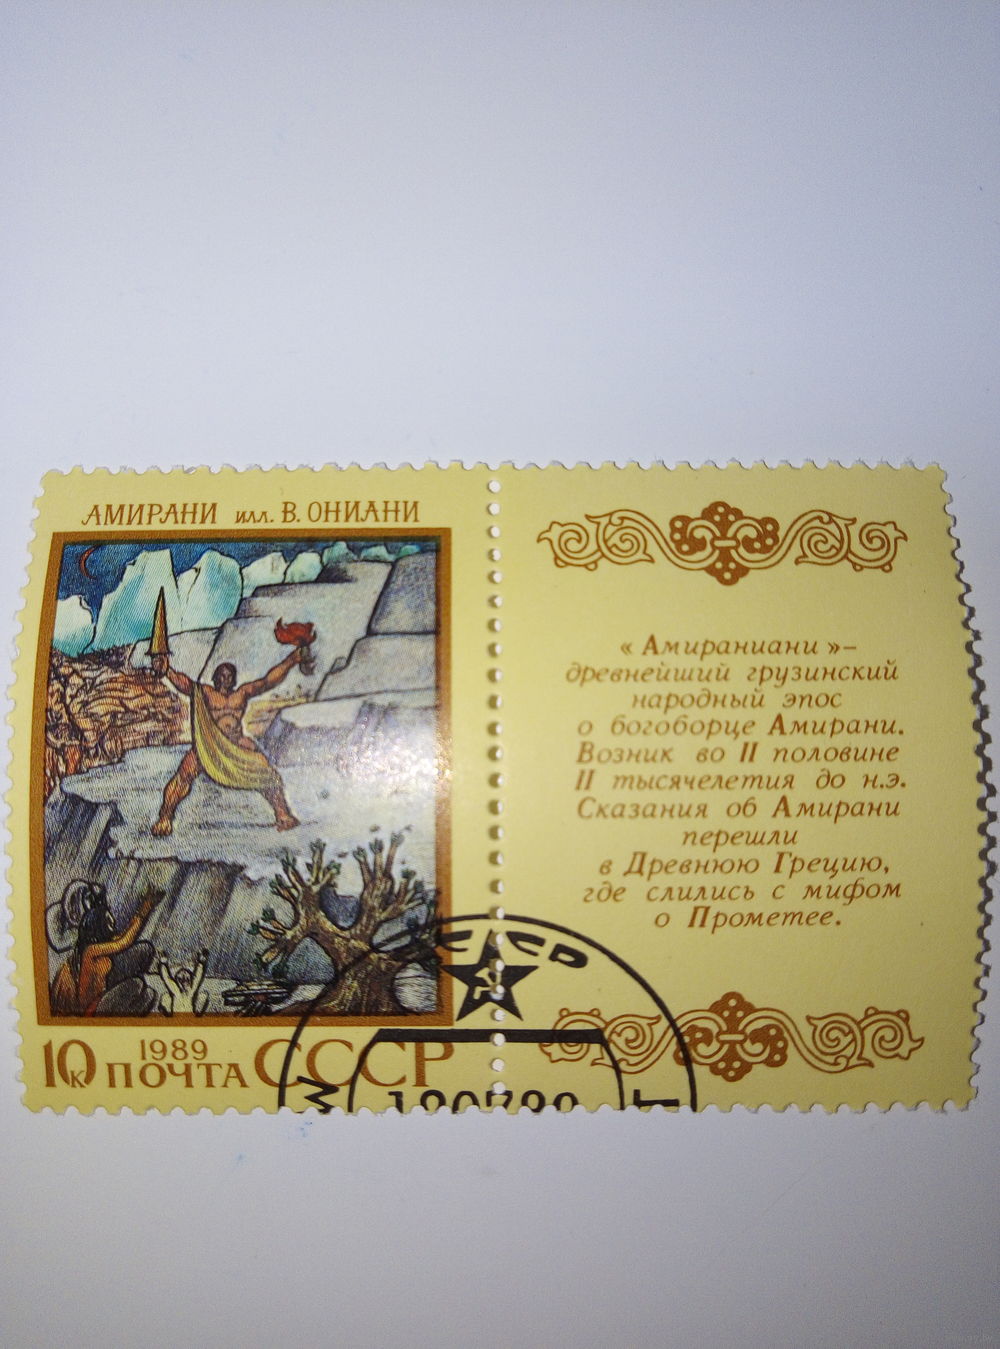 АМИРАНИ илл. В. ОНИАНИ
10к 1989
ПОЧТА СССР
« Амираниани »–
древнейший грузинский
народный эпос
о богоборце Амирани.
Возник во II половине
II тысячелетия до н.э.
Сказания об Амирани
перешли
в Древнюю Грецию,
где слились с мифом
о Прометее.